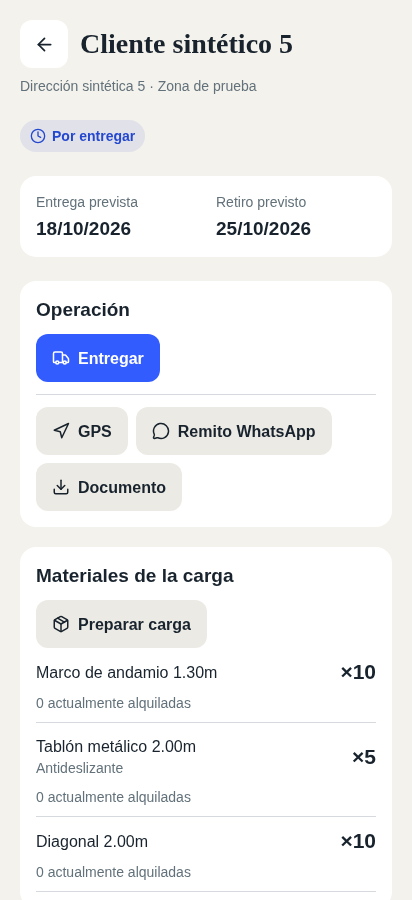 Cliente sintético 5
Dirección sintética 5 · Zona de prueba
Por entregar
Entrega prevista
18/10/2026
Retiro previsto
25/10/2026
Operación
Entregar
GPS
Remito WhatsApp
Documento
Materiales de la carga
Preparar carga
Marco de andamio 1.30m
×10
0 actualmente alquiladas
Tablón metálico 2.00m
Antideslizante
×5
0 actualmente alquiladas
Diagonal 2.00m
×10
0 actualmente alquiladas